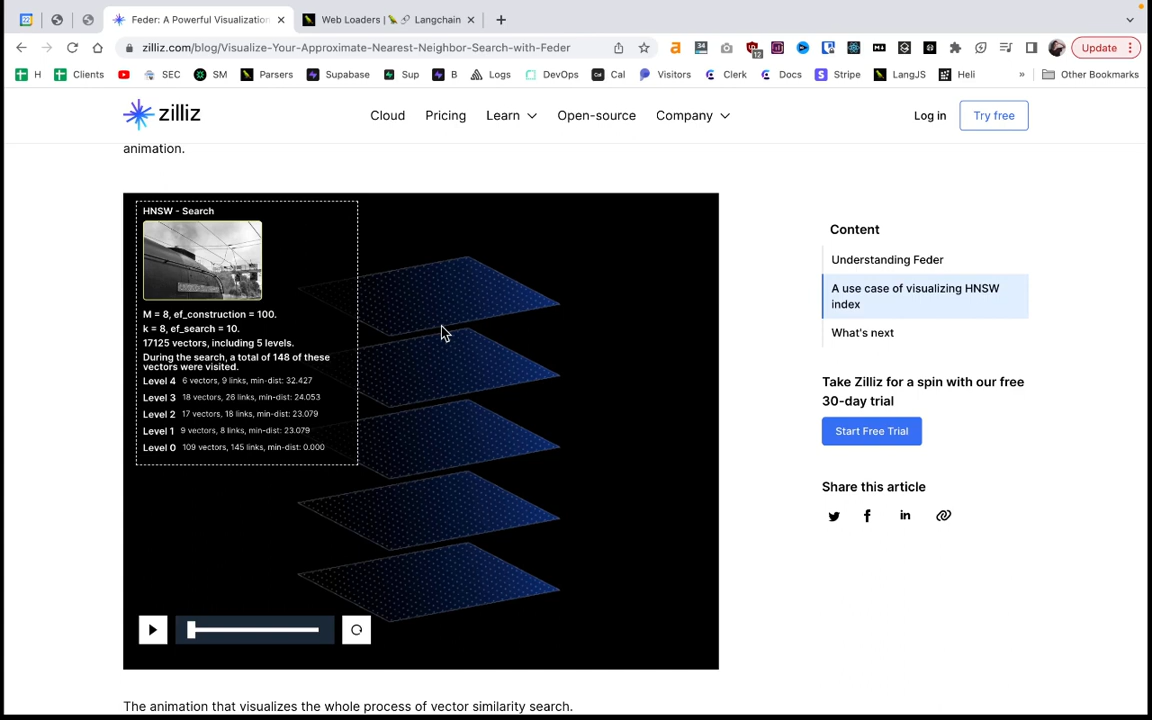 Feder: A Powerful Visualization
Web Loaders | 🦜️🔗 Langchain
zilliz.com/blog/Visualize-Your-Approximate-Nearest-Neighbor-Search-with-Feder
34
12
Update
H
Clients
SEC
SM
Parsers
Supabase
Sup
B
Logs
DevOps
Cal
Cal
Visitors
Clerk
Docs
Stripe
LangJS
Heli
»
Other Bookmarks
zilliz
Cloud
Pricing
Learn
Open-source
Company
Log in
Try free
animation.
HNSW - Search
M = 8, ef_construction = 100.
k = 8, ef_search = 10.
17125 vectors, including 5 levels.
During the search, a total of 148 of these
vectors were visited.
Level 4 6 vectors, 9 links, min-dist: 32.427
Level 3 18 vectors, 26 links, min-dist: 24.053
Level 2 17 vectors, 18 links, min-dist: 23.079
Level 1 9 vectors, 8 links, min-dist: 23.079
Level 0 109 vectors, 145 links, min-dist: 0.000
The animation that visualizes the whole process of vector similarity search.
Content
Understanding Feder
A use case of visualizing HNSW
index
What's next
Take Zilliz for a spin with our free
30-day trial
Start Free Trial
Share this article